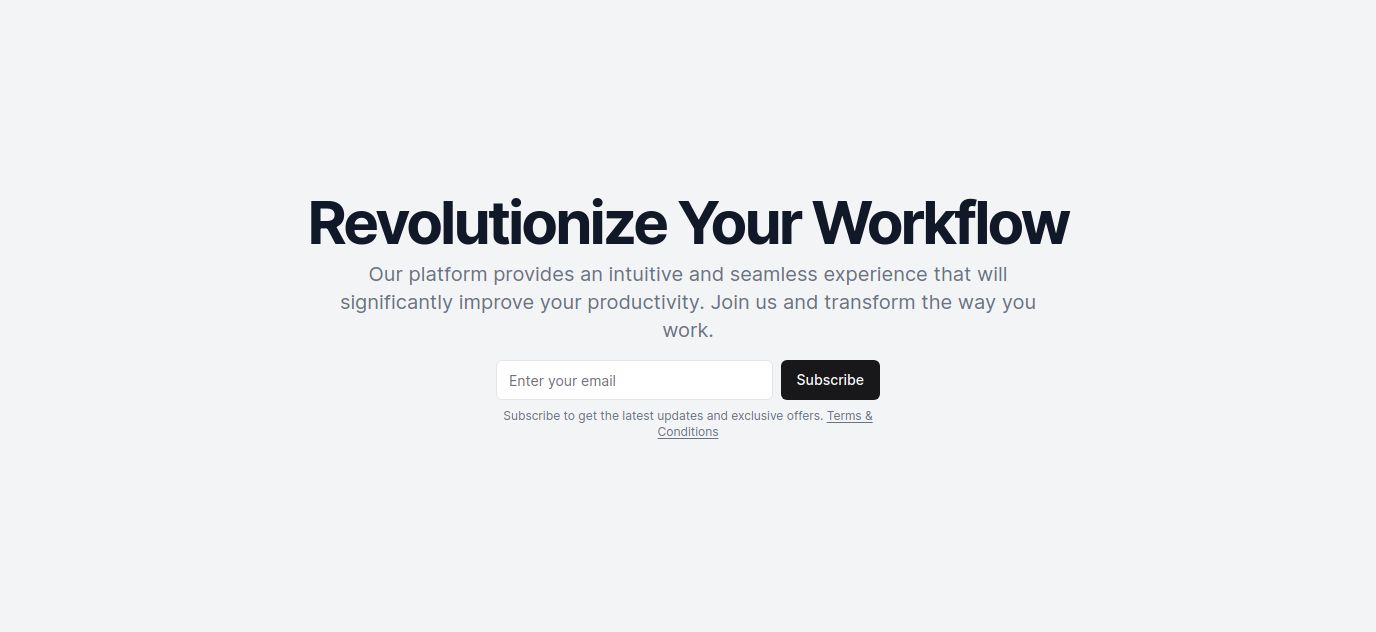 Revolutionize Your Workflow
Our platform provides an intuitive and seamless experience that will
significantly improve your productivity. Join us and transform the way you
work.
Enter your email
Subscribe
Subscribe to get the latest updates and exclusive offers. Terms &
Conditions